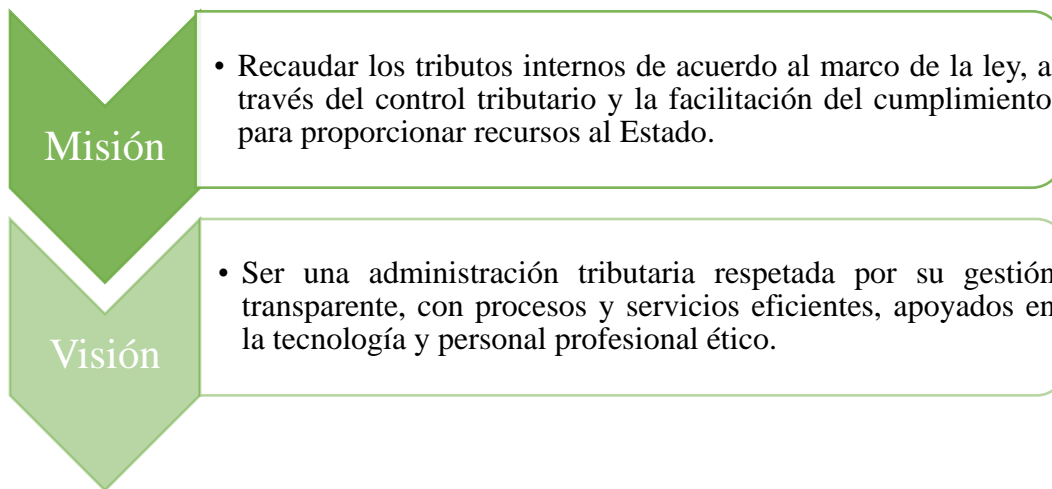 Misión
• Recaudar los tributos internos de acuerdo al marco de la ley, a
través del control tributario y la facilitación del cumplimiento
para proporcionar recursos al Estado.
Visión
• Ser una administración tributaria respetada por su gestión
transparente, con procesos y servicios eficientes, apoyados en
la tecnología y personal profesional ético.